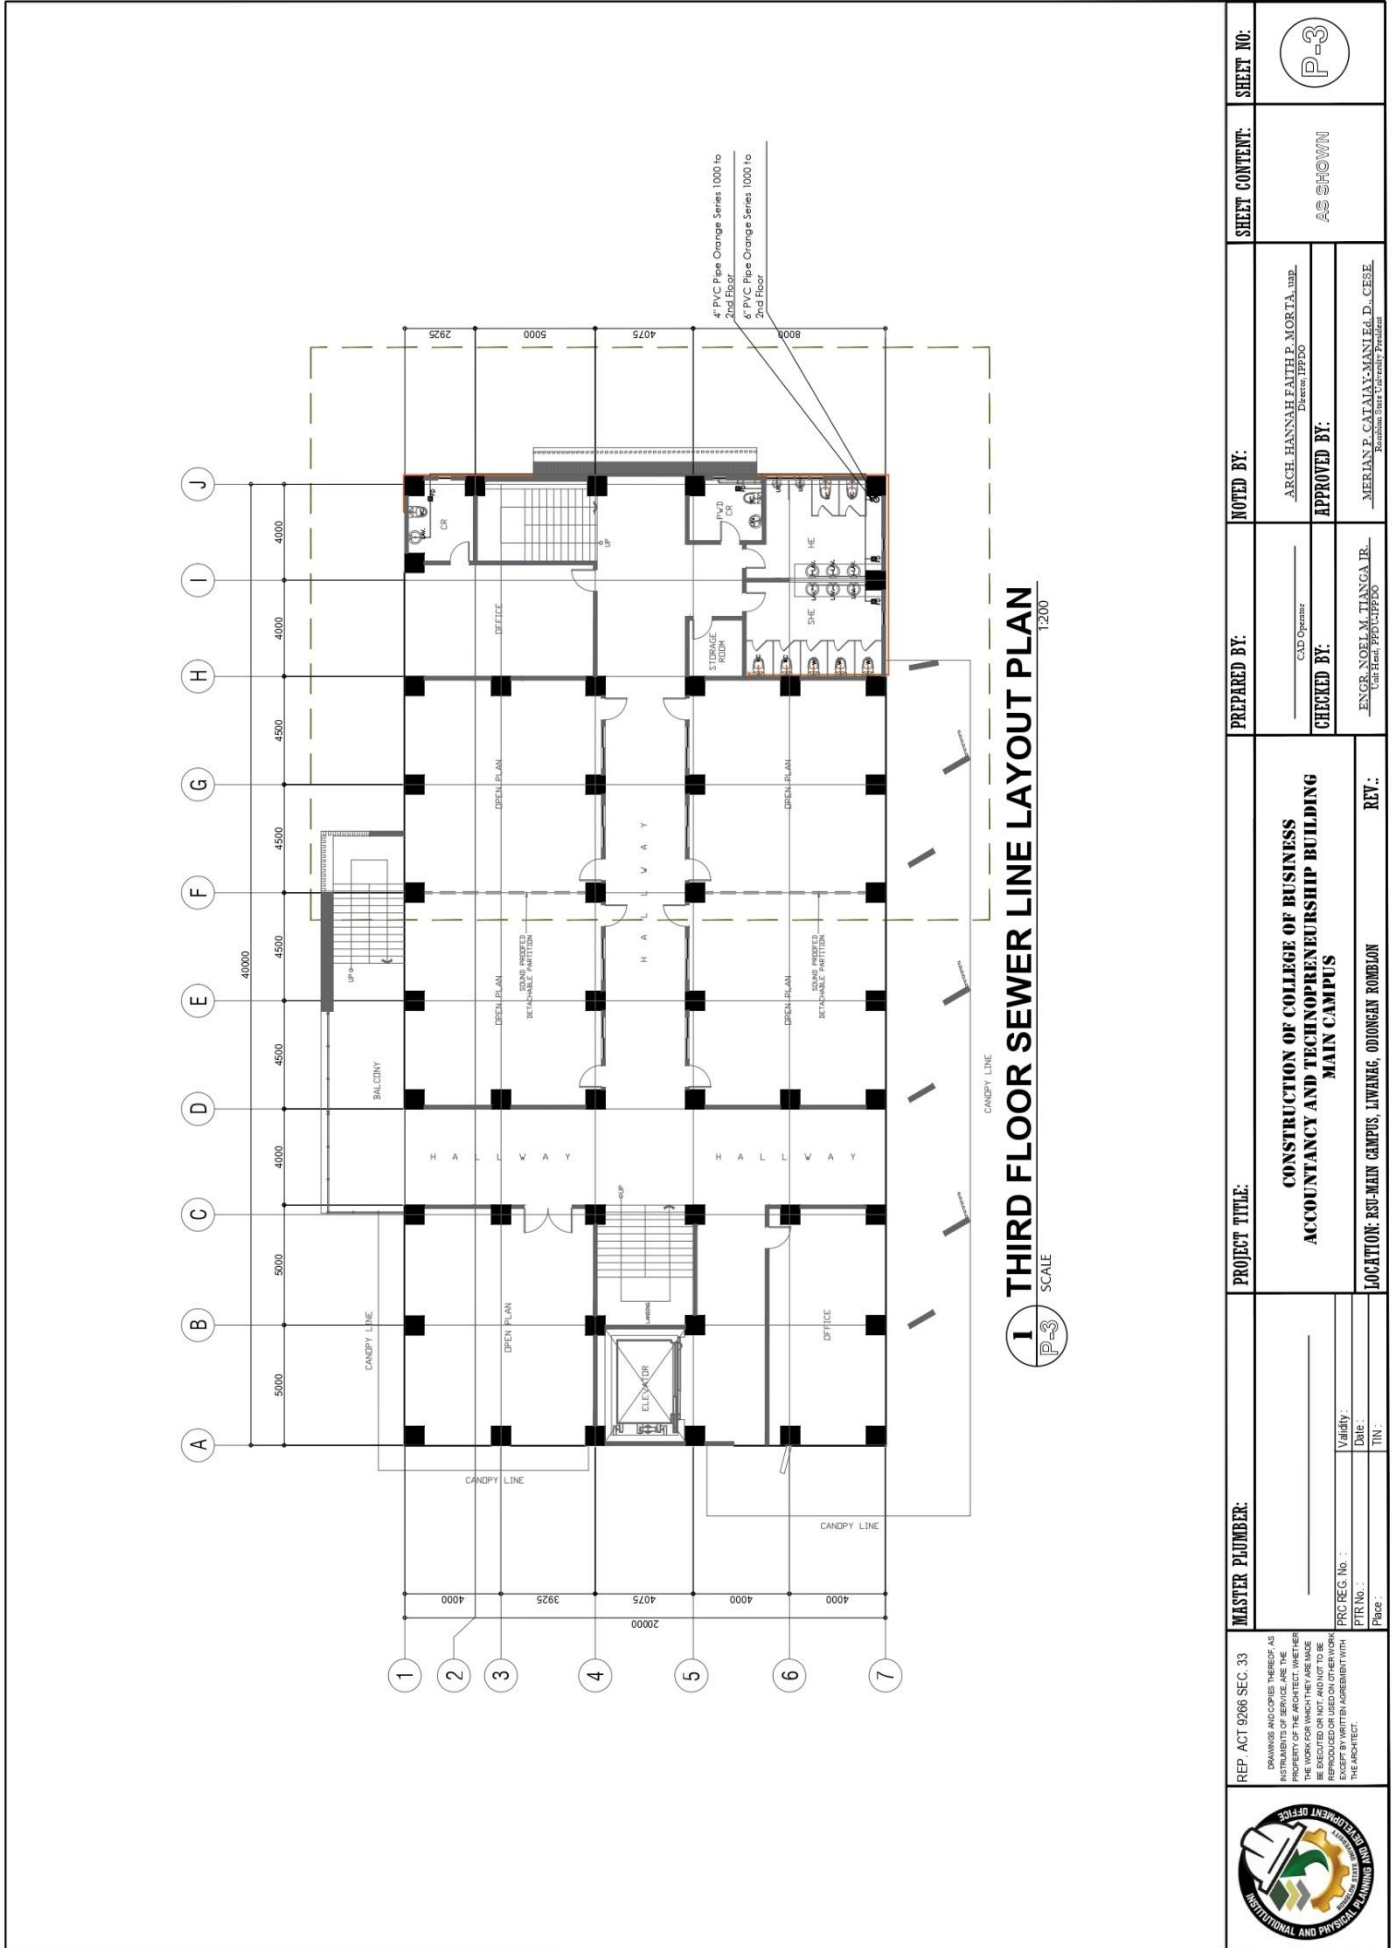 4" PVC Pipe Orange Series 1000 to
2nd Floor
6" PVC Pipe Orange Series 1000 to
2nd Floor
A
B
C
D
E
F
G
H
I
J
40000
5000
5000
4000
4500
4500
4500
4500
4000
4000
1
2
3
4
5
6
7
20000
4000
3925
4075
4000
4000
2925
5000
4075
8000
CANOPY LINE
CANOPY LINE
CANOPY LINE
CANOPY LINE
BALCONY
UP
OPEN PLAN
OPEN PLAN
OPEN PLAN
OFFICE
CR
LAV.
WC
FD
HALLWAY
SOUND PROOFED
DETACHABLE PARTITION
ELEVATOR
LANDING
UP
HALLWAY
UP
OFFICE
HALLWAY
OPEN PLAN
OPEN PLAN
SOUND PROOFED
DETACHABLE PARTITION
STORAGE
ROOM
PWD
CR
SHE
HE
1
P-3
THIRD FLOOR SEWER LINE LAYOUT PLAN
SCALE
1:200
REP. ACT 9266 SEC. 33
DRAWINGS AND COPIES THEREOF, AS
INSTRUMENTS OF SERVICE, ARE THE
PROPERTY OF THE ARCHITECT, WHETHER
THE WORK FOR WHICH THEY ARE MADE
BE EXECUTED OR NOT, AND NOT TO BE
REPRODUCED OR USED ON OTHER WORK
EXCEPT BY WRITTEN AGREEMENT WITH
THE ARCHITECT.
INSTITUTIONAL AND PHYSICAL PLANNING AND DEVELOPMENT OFFICE
ROMBLON STATE UNIVERSITY
MASTER PLUMBER:
PRC REG. No. :
Validity :
PTR No. :
Date :
Place :
TIN :
PROJECT TITLE:
CONSTRUCTION OF COLLEGE OF BUSINESS
ACCOUNTANCY AND TECHNOPRENEURSHIP BUILDING
MAIN CAMPUS
LOCATION: RSU-MAIN CAMPUS, LIWANAG, ODIONGAN ROMBLON
REV.:
PREPARED BY:
CAD Operator
CHECKED BY:
ENGR. NOEL M. TIANGA JR.
Unit Head, PPDU-IPPDO
NOTED BY:
ARCH. HANNAH FAITH P. MORTA, uap
Director, IPPDO
APPROVED BY:
MERIAN P. CATAJAY-MANI Ed. D., CESE
Romblon State University President
SHEET CONTENT:
AS SHOWN
SHEET NO:
P-3